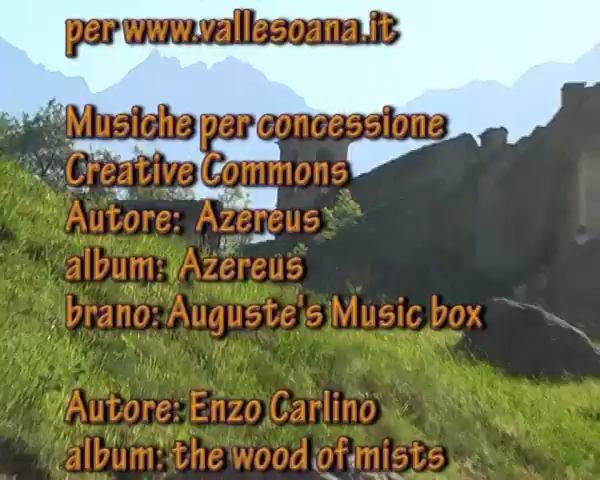 per www.vallesoana.it
Musiche per concessione
Creative Commons
Autore: Azereus
album: Azereus
brano: Auguste's Music box
Autore: Enzo Carlino
album: the wood of mists